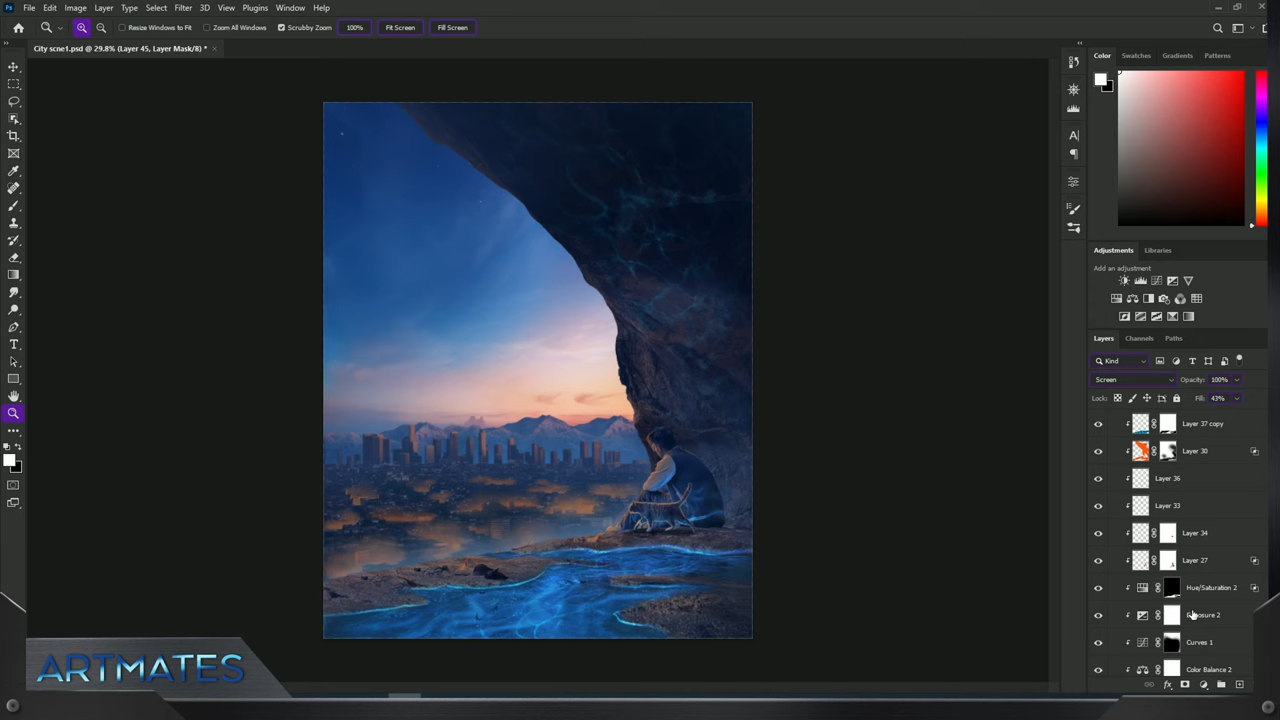 File Edit Image Layer Type Select Filter 3D View Plugins Window Help
Resize Windows to Fit Zoom All Windows Scrubby Zoom 100% Fit Screen Fill Screen
City scne1.psd @ 29.8% (Layer 45, Layer Mask/8) *
Color Swatches Gradients Patterns
Adjustments Libraries
Add an adjustment
Layers Channels Paths
Kind
Screen Opacity: 100%
Lock: Fill: 43%
Layer 37 copy
Layer 30
Layer 36
Layer 33
Layer 34
Layer 27
Hue/Saturation 2
Exposure 2
Curves 1
Color Balance 2
ARTMATES